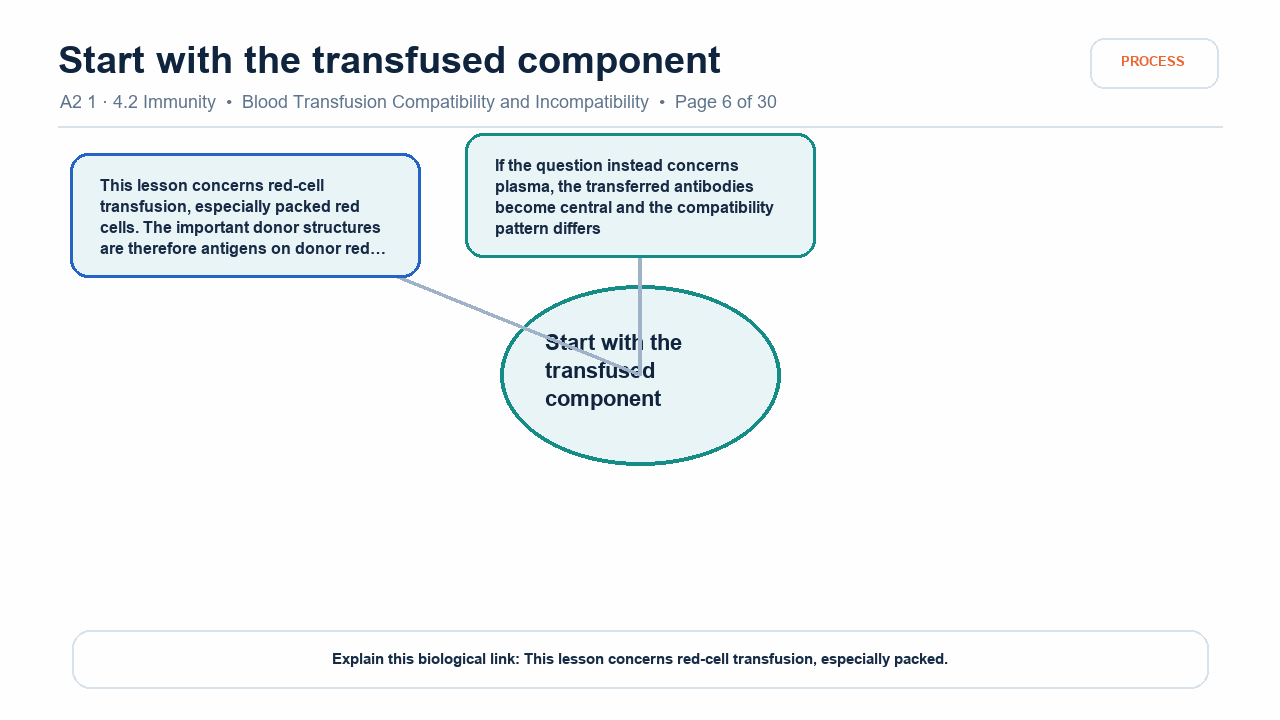 Start with the transfused component
PROCESS
A2 1 · 4.2 Immunity • Blood Transfusion Compatibility and Incompatibility • Page 6 of 30
This lesson concerns red-cell
transfusion, especially packed red
cells. The important donor structures
are therefore antigens on donor red…
If the question instead concerns
plasma, the transferred antibodies
become central and the compatibility
pattern differs
Start with the
transfused
component
Explain this biological link: This lesson concerns red-cell transfusion, especially packed.